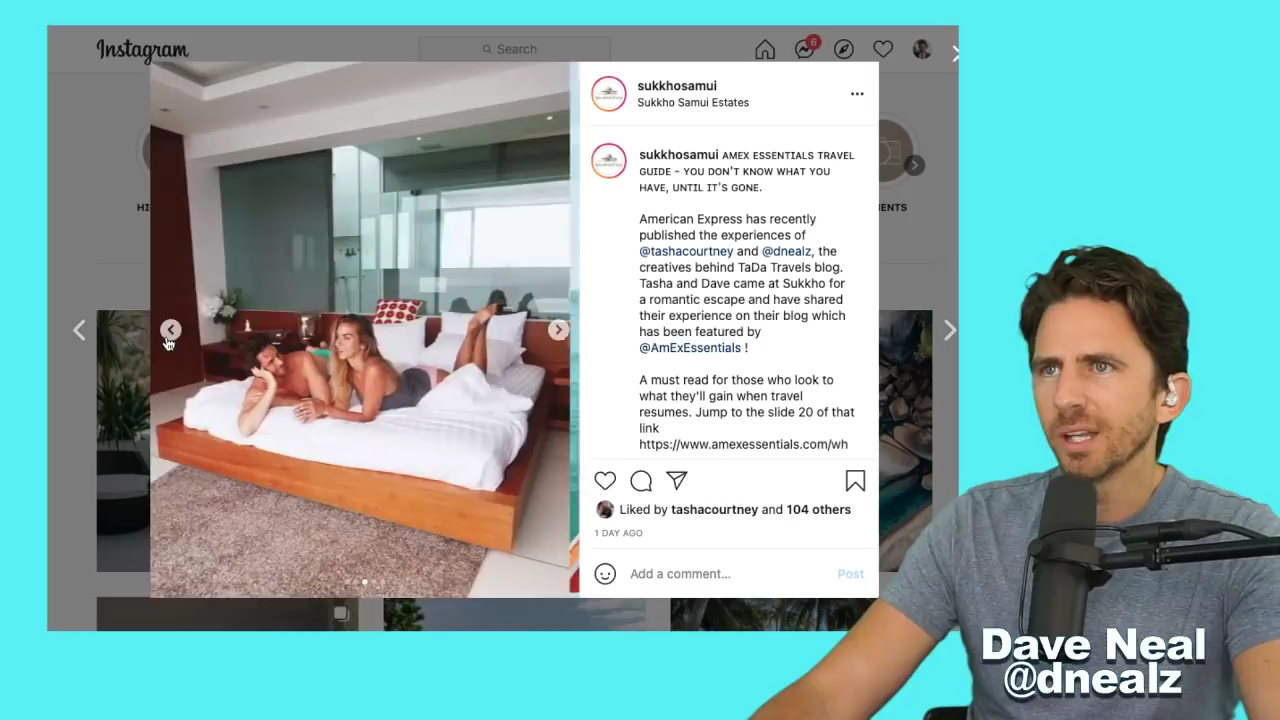 Instagram
Search
6
sukkhosamui
Sukkho Samui Estates
sukkhosamui AMEX ESSENTIALS TRAVEL
GUIDE - YOU DON'T KNOW WHAT YOU
HAVE, UNTIL IT'S GONE.
American Express has recently
published the experiences of
@tashacourtney and @dnealz, the
creatives behind TaDa Travels blog.
Tasha and Dave came at Sukkho for
a romantic escape and have shared
their experience on their blog which
has been featured by
@AmExEssentials !
A must read for those who look to
what they'll gain when travel
resumes. Jump to the slide 20 of that
link
https://www.amexessentials.com/wh
Liked by tashacourtney and 104 others
1 DAY AGO
Add a comment...
Post
HI
ENTS
Dave Neal
@dnealz